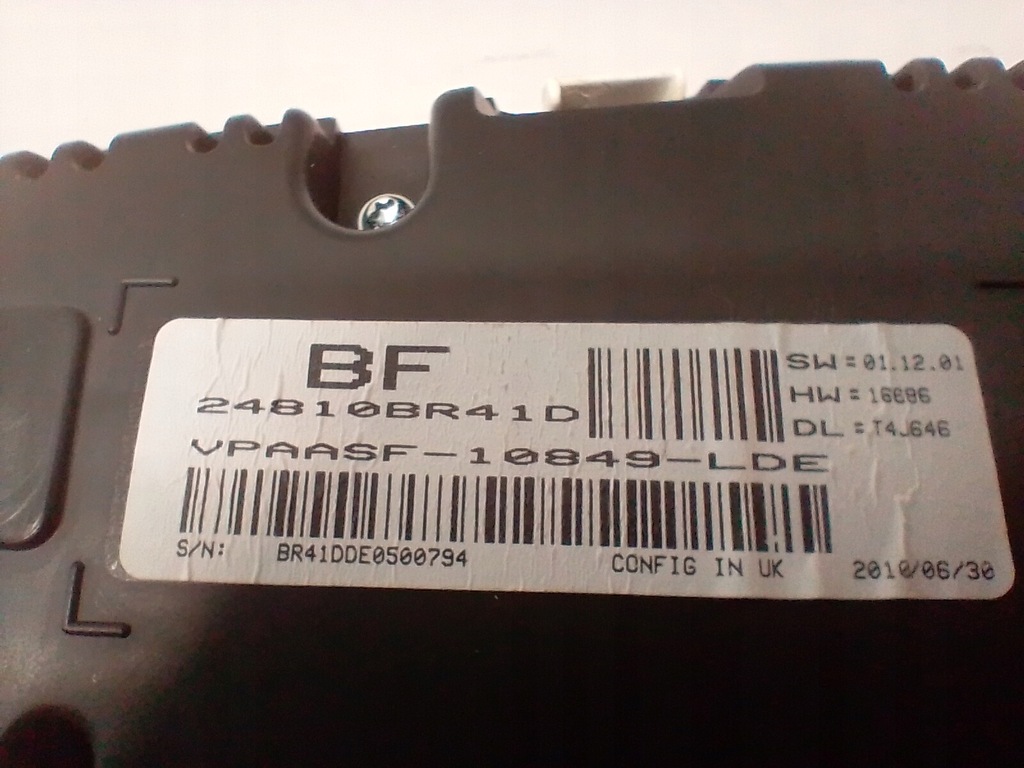 BF
24810BR41D
VPAASF-10849-LDE
SW = 01.12.01
HW = 16886
DL = T4J646
S/N: BR41DDE0500794
CONFIG IN UK
2010/06/30